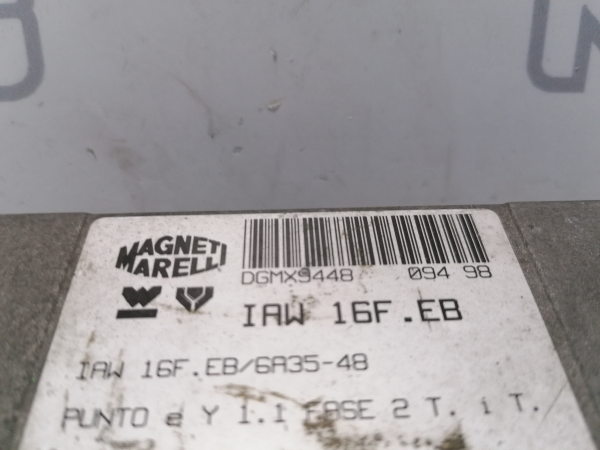 MAGNETI
MARELLI
DGMX9448 094 98
IAW 16F.EB
IAW 16F.EB/6A35-48
PUNTO e Y 1.1 FASE 2 T. i T.